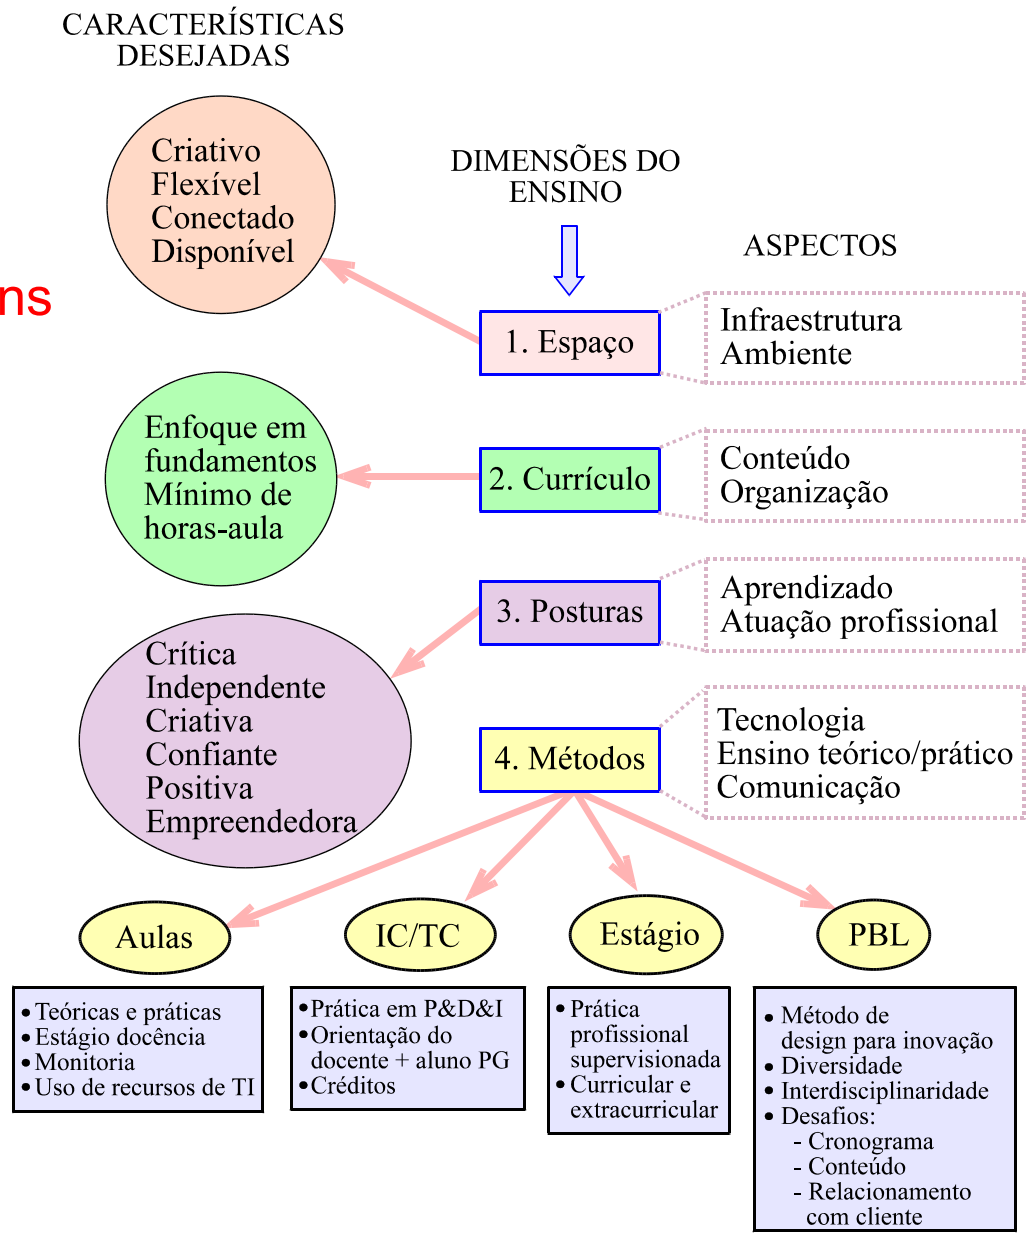 CARACTERÍSTICAS
DESEJADAS
Criativo
Flexível
Conectado
Disponível
ns
DIMENSÕES DO
ENSINO
ASPECTOS
1. Espaço
Infraestrutura
Ambiente
Enfoque em
fundamentos
Mínimo de
horas-aula
2. Currículo
Conteúdo
Organização
3. Posturas
Aprendizado
Atuação profissional
Crítica
Independente
Criativa
Confiante
Positiva
Empreendedora
4. Métodos
Tecnologia
Ensino teórico/prático
Comunicação
Aulas
• Teóricas e práticas
• Estágio docência
• Monitoria
• Uso de recursos de TI
IC/TC
• Prática em P&D&I
• Orientação do
docente + aluno PG
• Créditos
Estágio
• Prática
profissional
supervisionada
• Curricular e
extracurricular
PBL
• Método de
design para inovação
• Diversidade
• Interdisciplinaridade
• Desafios:
- Cronograma
- Conteúdo
- Relacionamento
com cliente